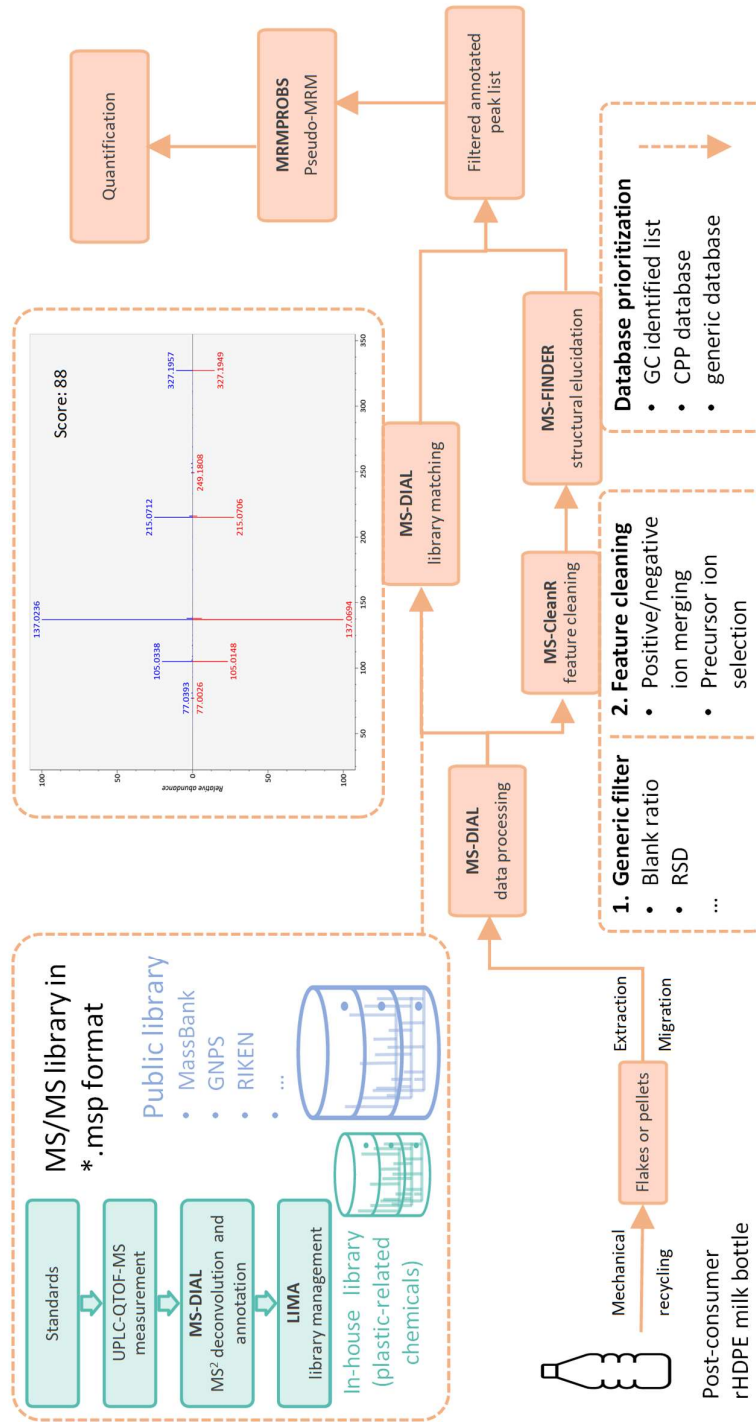 Standards
UPLC-QTOF-MS
measurement
MS-DIAL
MS² deconvolution and
annotation
LIMA
library management
In-house library
(plastic-related
chemicals)
MS/MS library in
*.msp format
Public library
• MassBank
• GNPS
• RIKEN
• ...
Score: 88
Relative abundance
100
50
0
50
100
50
100
150
200
250
300
350
77.0393
105.0338
137.0236
215.0712
327.1957
77.0026
105.0148
137.0694
215.0706
249.1808
327.1949
Post-consumer
rHDPE milk bottle
Mechanical
recycling
Flakes or pellets
Extraction
Migration
MS-DIAL
data processing
MS-DIAL
library matching
MS-CleanR
feature cleaning
MS-FINDER
structural elucidation
Filtered annotated
peak list
MRMPROBS
Pseudo-MRM
Quantification
1. Generic filter
• Blank ratio
• RSD
...
2. Feature cleaning
• Positive/negative
ion merging
• Precursor ion
selection
Database prioritization
• GC identified list
• CPP database
• generic database